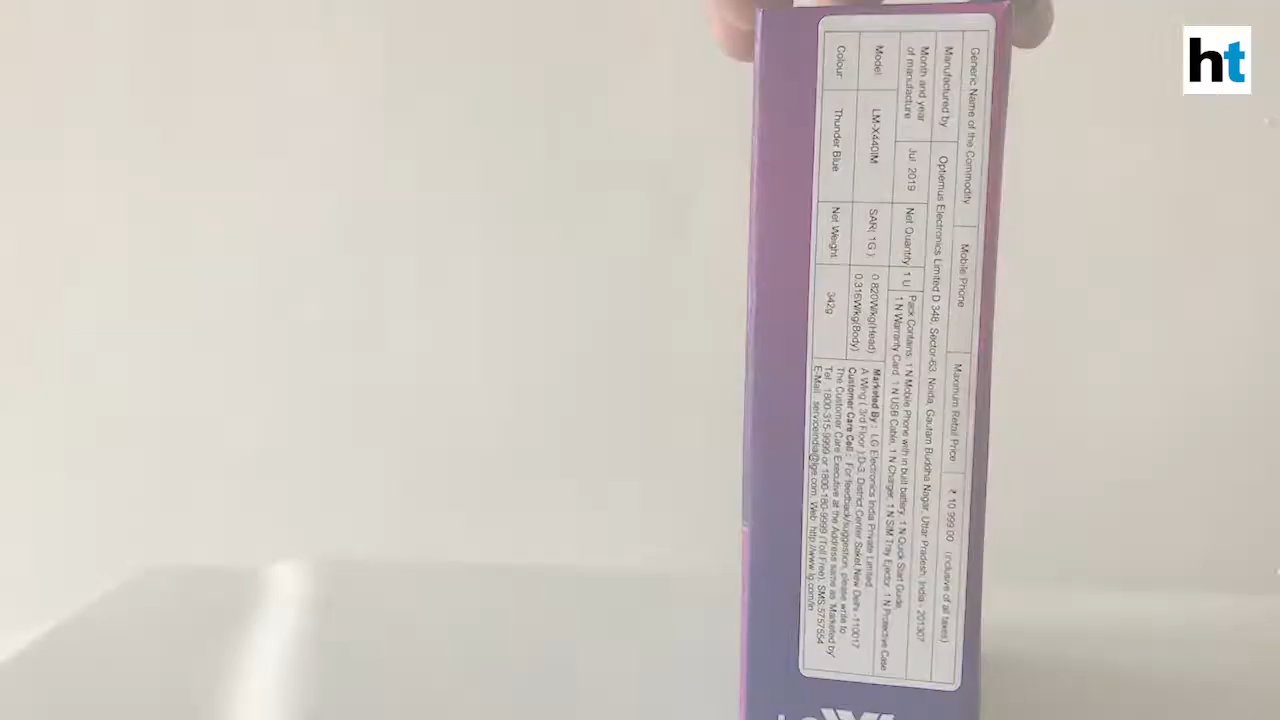 ht
Generic Name of the Commodity Mobile Phone Maximum Retail Price ₹ 10,999.00 (inclusive of all taxes)
Manufactured by Optiemus Electronics Limited D 348, Sector-63, Noida, Gautam Buddha Nagar, Uttar Pradesh, India - 201307
Month and year
of manufacture
Jul 2019
Net Quantity
1 U
Pack Contains: 1 N Mobile Phone with in built battery, 1 N Quick Start Guide,
1 N Warranty Card, 1 N USB Cable, 1 N Charger, 1 N SIM Tray Ejector, 1 N Protective Case
Model
LM-X440IM
SAR( 1G )
0.820W/kg(Head)
0.316W/kg(Body)
Colour
Thunder Blue
Net Weight
342g
Marketed By : LG Electronics India Private Limited
A Wing ( 3rd Floor ),D-3, District Center Saket,New Delhi -110017
Customer Care Cell : For feedback/suggestion, please write to
The Customer Care Executive at the Address same as 'Marketed by'
Tel : 1800-315-9999 or 1800-180-9999 (Toll Free), SMS:5757554
E-Mail : serviceindia@lge.com, Web: http://www.lg.com/in